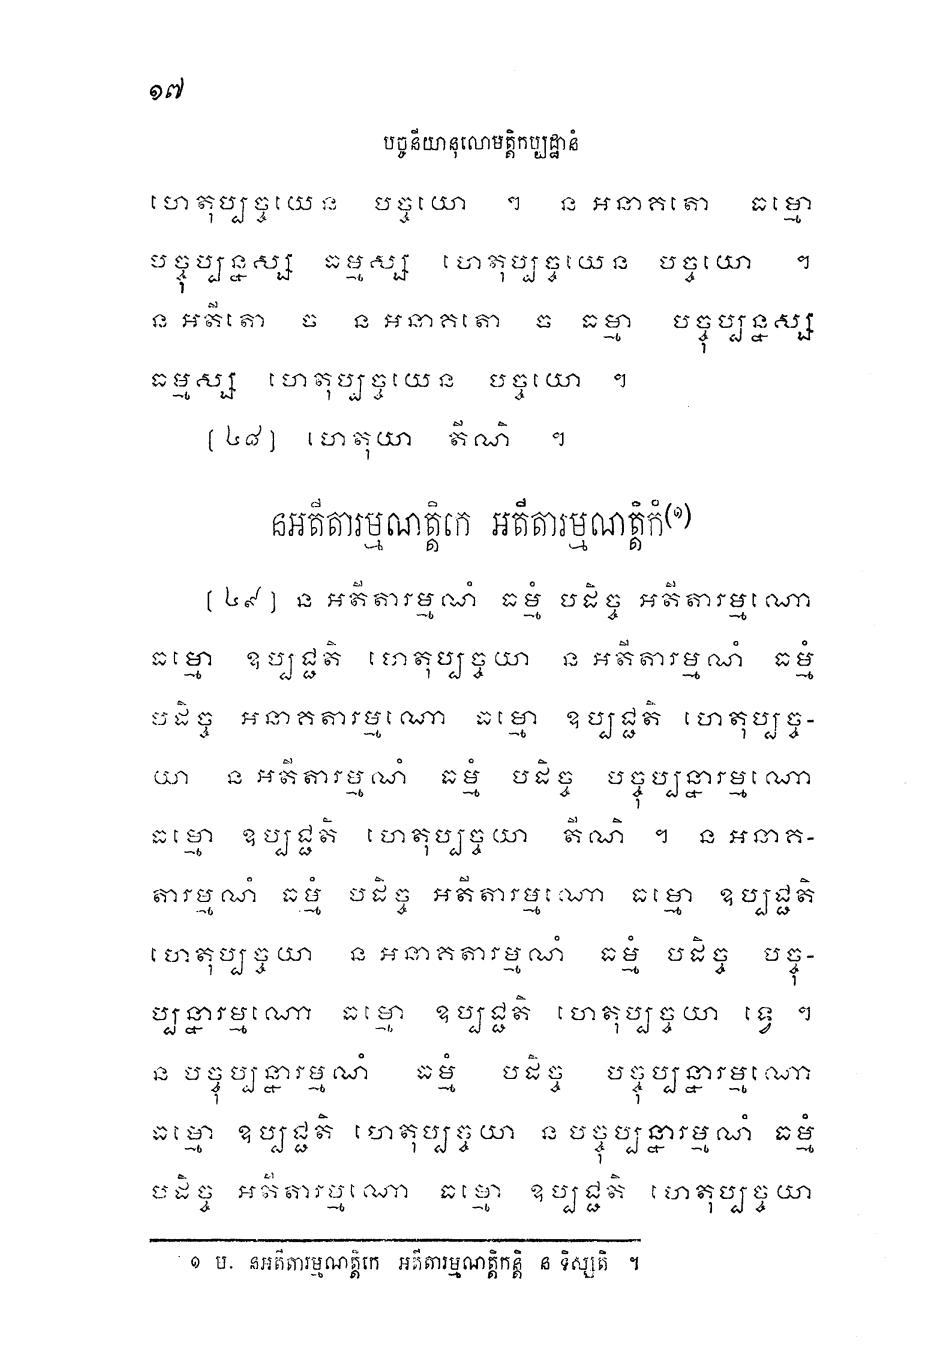 ១៧
បច្ចនីយានុលោមត្តិកប្បដ្ឋានំ
ហេតុប្បច្ចយេន បច្ចយោ ។ ន អនាគតោ ធម្មោ
បច្ចុប្បន្នស្ស ធម្មស្ស ហេតុប្បច្ចយេន បច្ចយោ ។
ន អតីតោ ច ន អនាគតោ ច ធម្មា បច្ចុប្បន្នស្ស
ធម្មស្ស ហេតុប្បច្ចយេន បច្ចយោ ។
[៤៨] ហេតុយា តីណិ ។
នអតីតារម្មណត្តិកេ អតីតារម្មណត្តិកំ(១)
[៤៩] ន អតីតារម្មណំ ធម្មំ បដិច្ច អតីតារម្មណោ
ធម្មោ ឧប្បជ្ជតិ ហេតុប្បច្ចយា ន អតីតារម្មណំ ធម្មំ
បដិច្ច អនាគតារម្មណោ ធម្មោ ឧប្បជ្ជតិ ហេតុប្បច្ច-
យា ន អតីតារម្មណំ ធម្មំ បដិច្ច បច្ចុប្បន្នារម្មណោ
ធម្មោ ឧប្បជ្ជតិ ហេតុប្បច្ចយា តីណិ ។ ន អនាគ-
តារម្មណំ ធម្មំ បដិច្ច អតីតារម្មណោ ធម្មោ ឧប្បជ្ជតិ
ហេតុប្បច្ចយា ន អនាគតារម្មណំ ធម្មំ បដិច្ច បច្ចុ-
ប្បន្នារម្មណោ ធម្មោ ឧប្បជ្ជតិ ហេតុប្បច្ចយា ទ្វេ ។
ន បច្ចុប្បន្នារម្មណំ ធម្មំ បដិច្ច បច្ចុប្បន្នារម្មណោ
ធម្មោ ឧប្បជ្ជតិ ហេតុប្បច្ចយា ន បច្ចុប្បន្នារម្មណំ ធម្មំ
បដិច្ច អតីតារម្មណោ ធម្មោ ឧប្បជ្ជតិ ហេតុប្បច្ចយា
១ ប. នអតីតារម្មណត្តិកេ អតីតារម្មណត្តិកន្តិ ន ទិស្សតិ ។